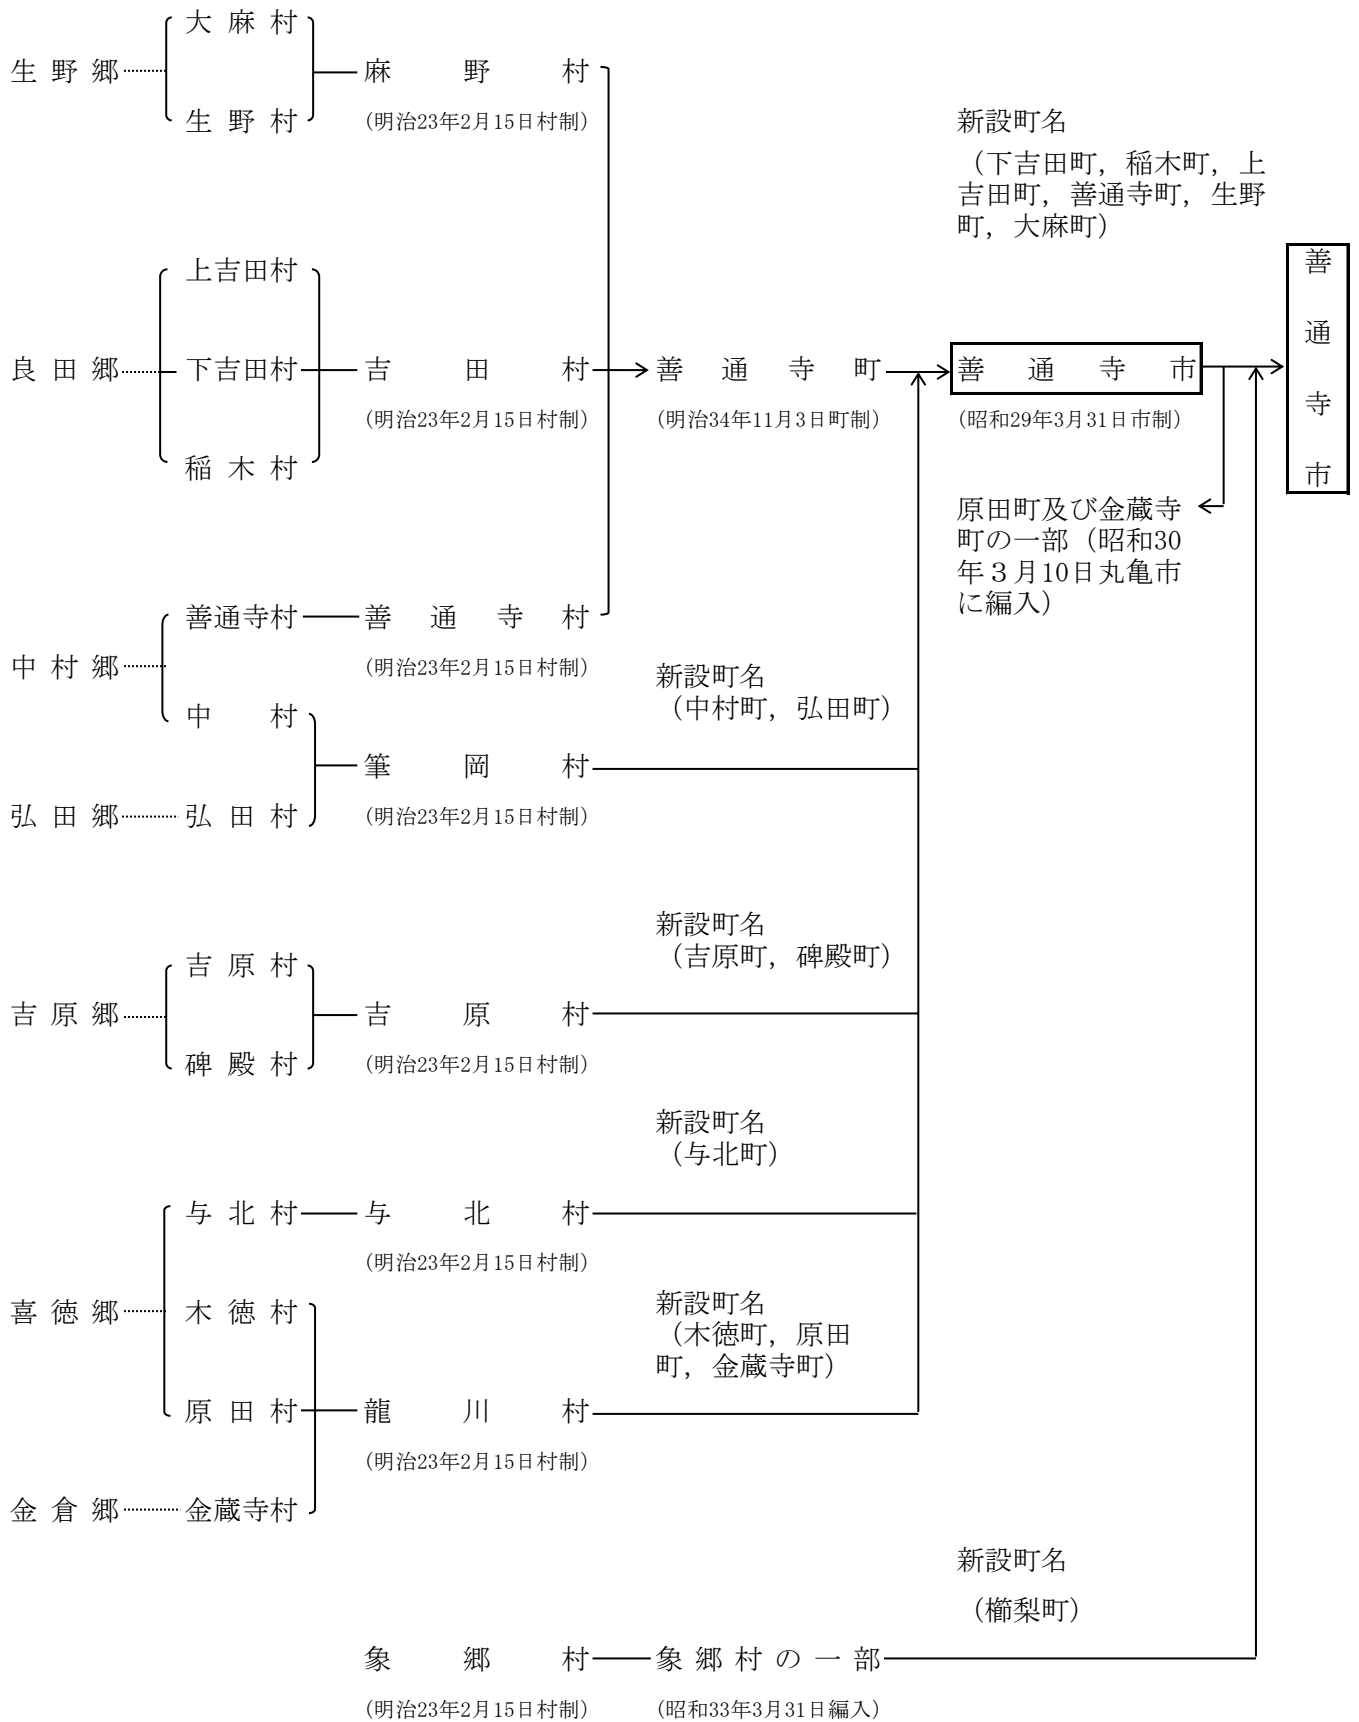 大麻村
生野郷
麻野村
生野村
(明治23年2月15日村制)
新設町名
（下吉田町，稲木町，上
吉田町，善通寺町，生野
町，大麻町）
上吉田村
善通寺市
良田郷
下吉田村
吉田村
善通寺町
善通寺市
(明治23年2月15日村制)
(明治34年11月3日町制)
(昭和29年3月31日市制)
稲木村
原田町及び金蔵寺
町の一部（昭和30
年３月10日丸亀市
に編入）
善通寺村
善通寺村
中村郷
(明治23年2月15日村制)
新設町名
（中村町，弘田町）
中村
筆岡村
弘田郷
弘田村
(明治23年2月15日村制)
新設町名
（吉原町，碑殿町）
吉原村
吉原郷
吉原村
碑殿村
(明治23年2月15日村制)
新設町名
（与北町）
与北村
与北村
(明治23年2月15日村制)
喜徳郷
木徳村
新設町名
（木徳町，原田
町，金蔵寺町）
原田村
龍川村
(明治23年2月15日村制)
金倉郷
金蔵寺村
新設町名
（櫛梨町）
象郷村
象郷村の一部
(明治23年2月15日村制)
(昭和33年3月31日編入)